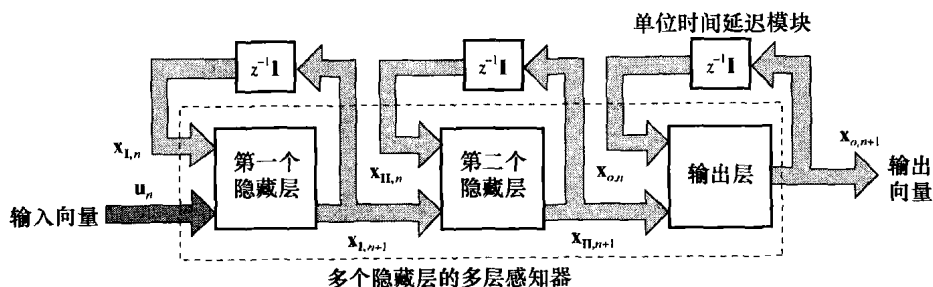 单位时间延迟模块
z⁻¹I
z⁻¹I
z⁻¹I
x_{I,n}
第一个
隐藏层
x_{II,n}
第二个
隐藏层
x_{o,n}
输出层
x_{o,n+1}
输出
向量
u_n
输入向量
x_{I,n+1}
x_{II,n+1}
多个隐藏层的多层感知器